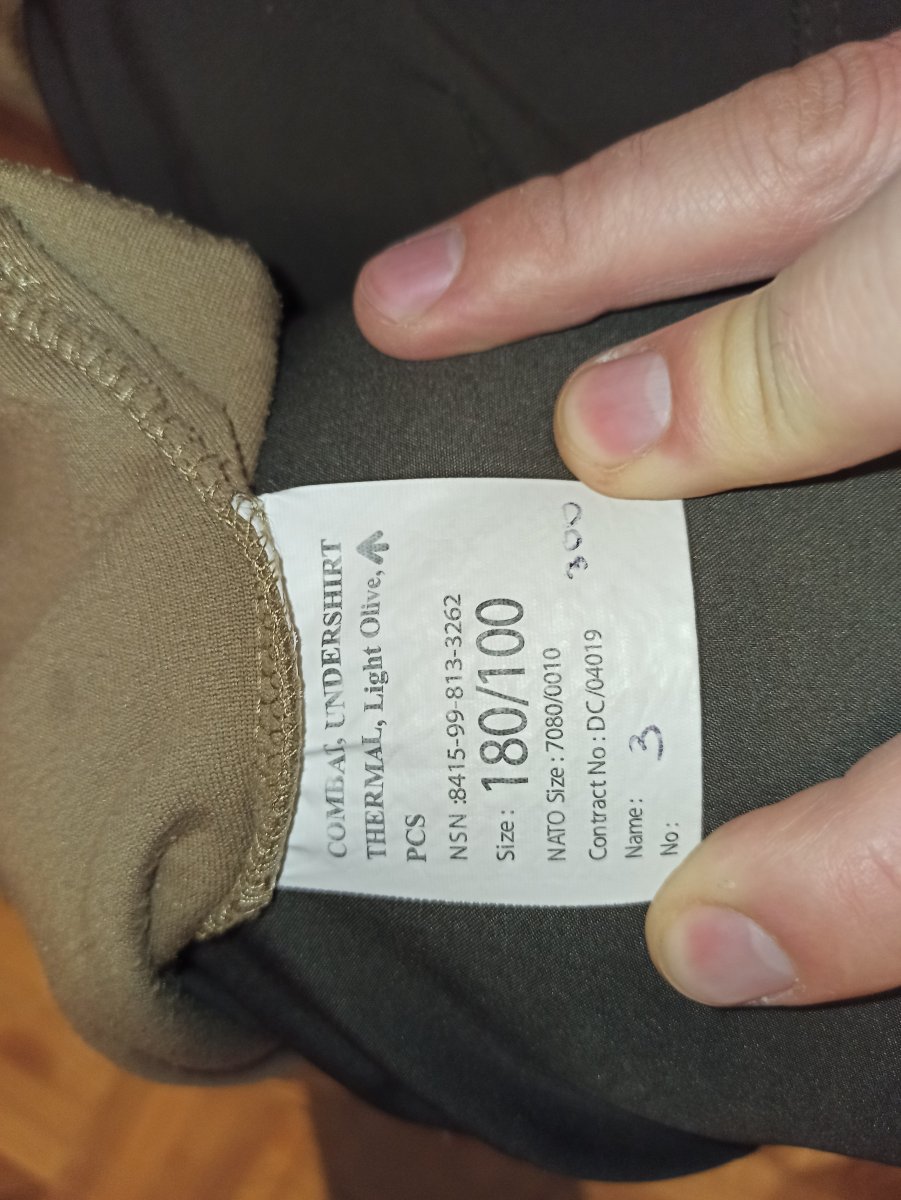 COMBAT, UNDERSHIRT
THERMAL, Light Olive,
PCS
NSN :8415-99-813-3262
Size : 180/100
NATO Size : 7080/0010
300
Contract No : DC/04019
Name :
3
No :